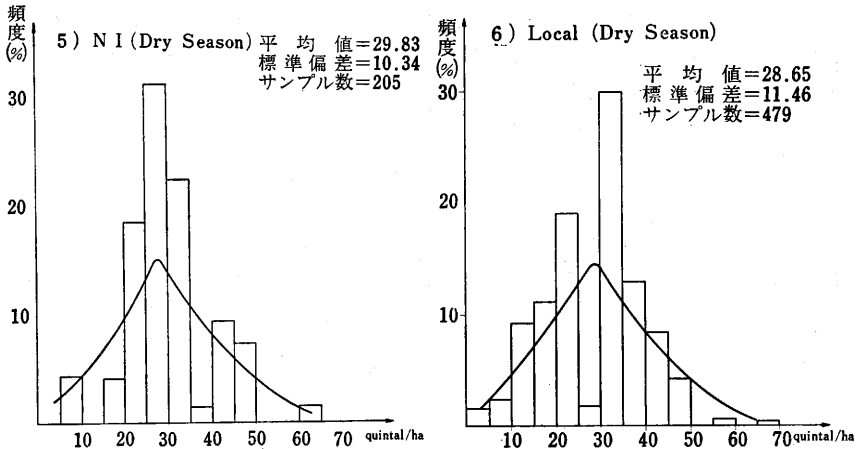 頻度(%)
5) N I (Dry Season)
平均値=29.83
標準偏差=10.34
サンプル数=205
30
20
10
10 20 30 40 50 60 70 quintal/ha
頻度(%)
6) Local (Dry Season)
平均値=28.65
標準偏差=11.46
サンプル数=479
30
20
10
10 20 30 40 50 60 70 quintal/ha